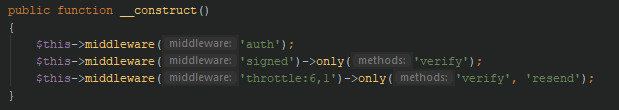 public function __construct()
{
$this->middleware( middleware: 'auth');
$this->middleware( middleware: 'signed')->only( methods: 'verify');
$this->middleware( middleware: 'throttle:6,1')->only( methods: 'verify', 'resend');
}